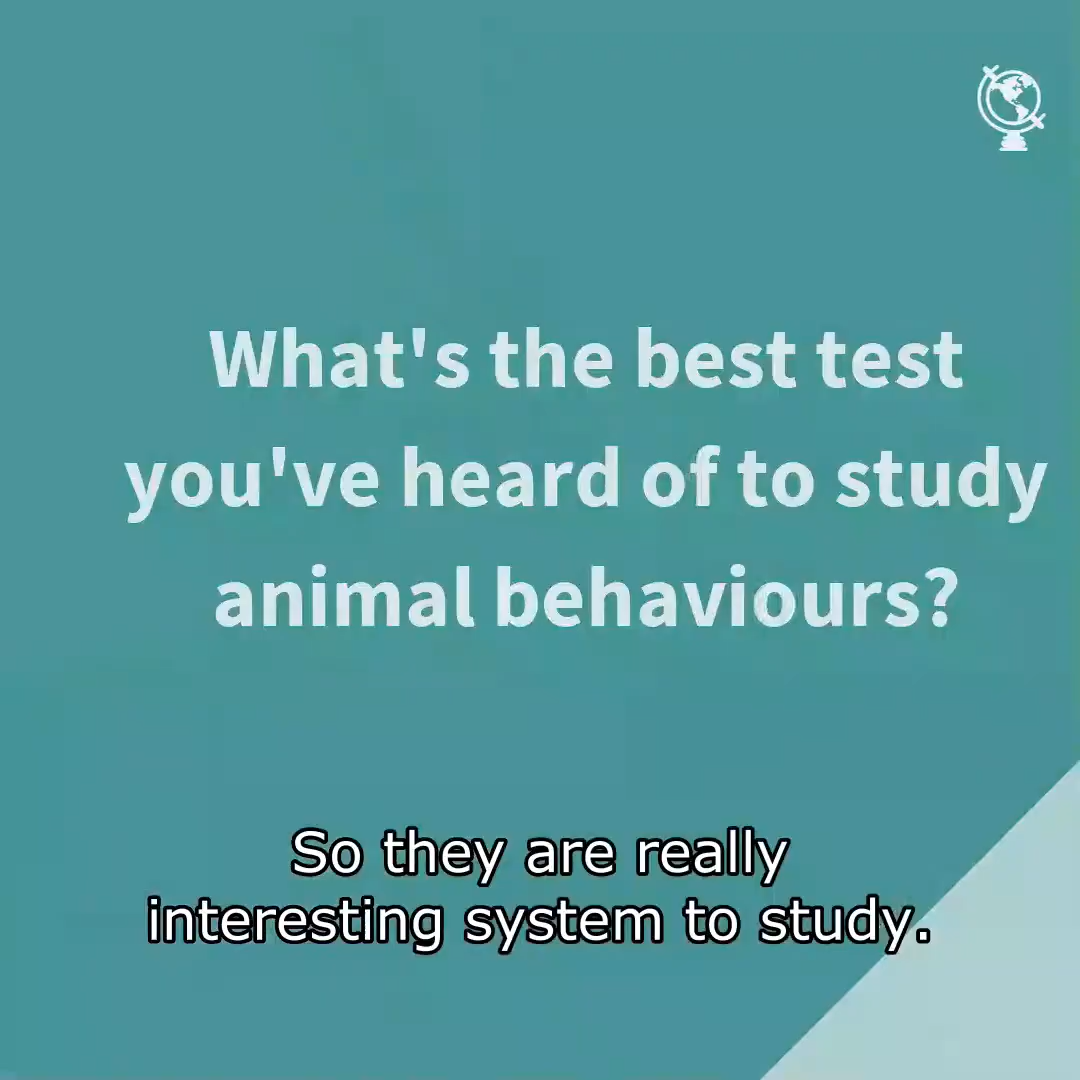 What's the best test
you've heard of to study
animal behaviours?
So they are really
interesting system to study.